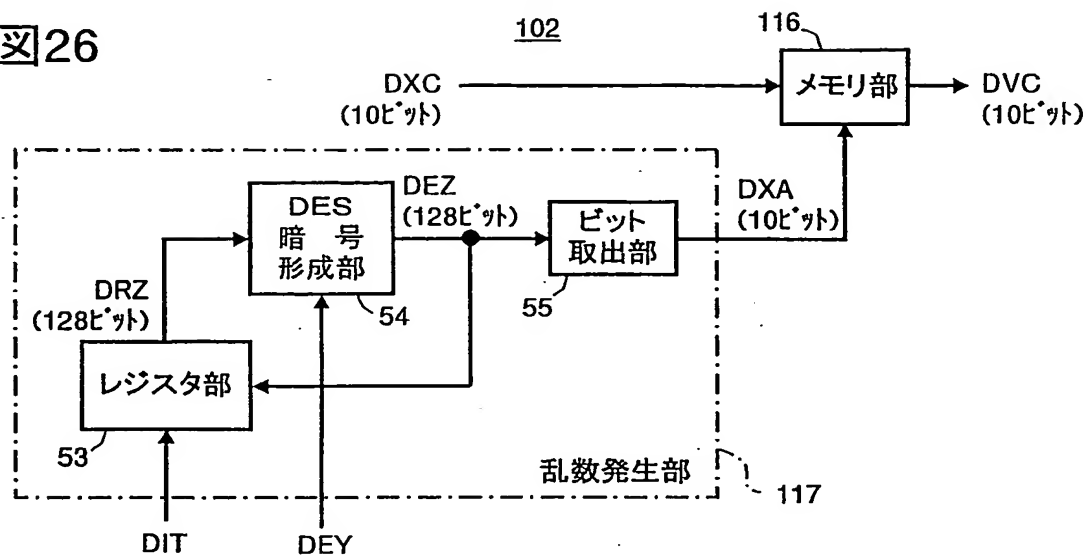 図26
102
116
DXC
(10ビット)
メモリ部
DVC
(10ビット)
DES
暗 号
形成部
54
DEZ
(128ビット)
ビット
取出部
55
DXA
(10ビット)
DRZ
(128ビット)
レジスタ部
53
乱数発生部
117
DIT
DEY